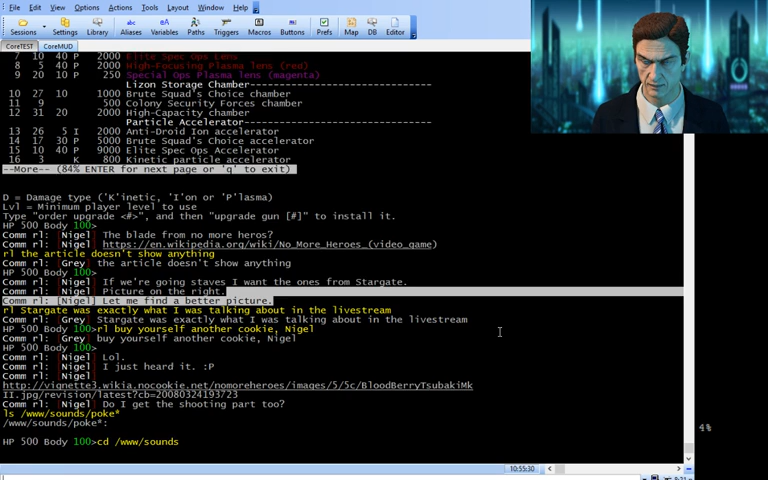 File Edit View Options Actions Tools Layout Window Help
Sessions Settings Library Aliases Variables Paths Triggers Macros Buttons Prefs Map DB Editor
CoreTEST CoreMUD
7 10 40 P 2000 Elite Spec Ops Lens
8 5 40 P 2000 High-Focusing Plasma lens (red)
9 20 10 P 250 Special Ops Plasma lens (magenta)
Lizon Storage Chamber--------------------------------
10 27 10 1000 Brute Squad's Choice chamber
11 9 500 Colony Security Forces chamber
12 31 20 2000 High-Capacity chamber
Particle Accelerator---------------------------------
13 26 5 I 2000 Anti-Droid Ion accelerator
14 17 30 P 5000 Brute Squad's Choice accelerator
15 10 40 P 9000 Elite Spec Ops Accelerator
16 3 K 800 Kinetic particle accelerator
--More-- (84% ENTER for next page or 'q' to exit)
D = Damage type ('K'inetic, 'I'on or 'P'lasma)
Lvl = Minimum player level to use
Type "order upgrade <#>", and then "upgrade gun [#]" to install it.
HP 500 Body 100>
Comm rl: [Nigel] The blade from no more heros?
Comm rl: [Nigel] https://en.wikipedia.org/wiki/No_More_Heroes_(video_game)
rl the article doesn't show anything
Comm rl: [Grey] the article doesn't show anything
HP 500 Body 100>
Comm rl: [Nigel] If we're going staves I want the ones from Stargate.
Comm rl: [Nigel] Picture on the right.
Comm rl: [Nigel] Let me find a better picture.
rl Stargate was exactly what I was talking about in the livestream
Comm rl: [Grey] Stargate was exactly what I was talking about in the livestream
HP 500 Body 100>rl buy yourself another cookie, Nigel
Comm rl: [Grey] buy yourself another cookie, Nigel
HP 500 Body 100>
Comm rl: [Nigel] Lol.
Comm rl: [Nigel] I just heard it. :P
Comm rl: [Nigel]
http://vignette3.wikia.nocookie.net/nomoreheroes/images/5/5c/BloodBerryTsubakiMk
II.jpg/revision/latest?cb=20080324193723
Comm rl: [Nigel] Do I get the shooting part too?
ls /www/sounds/poke*
/www/sounds/poke*:
HP 500 Body 100>cd /www/sounds
4%
10:55:30